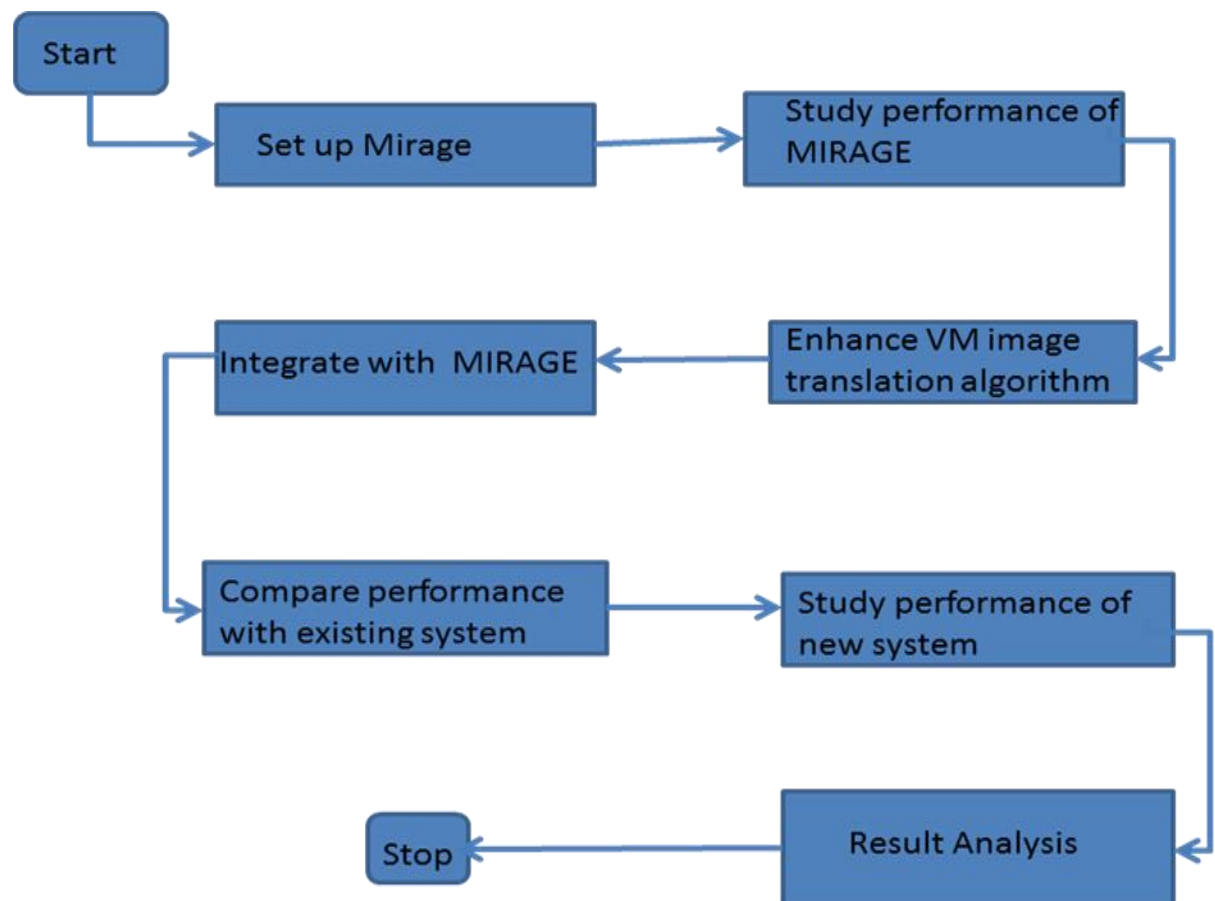 Start
Set up Mirage
Study performance of
MIRAGE
Enhance VM image
translation algorithm
Integrate with MIRAGE
Compare performance
with existing system
Study performance of
new system
Result Analysis
Stop